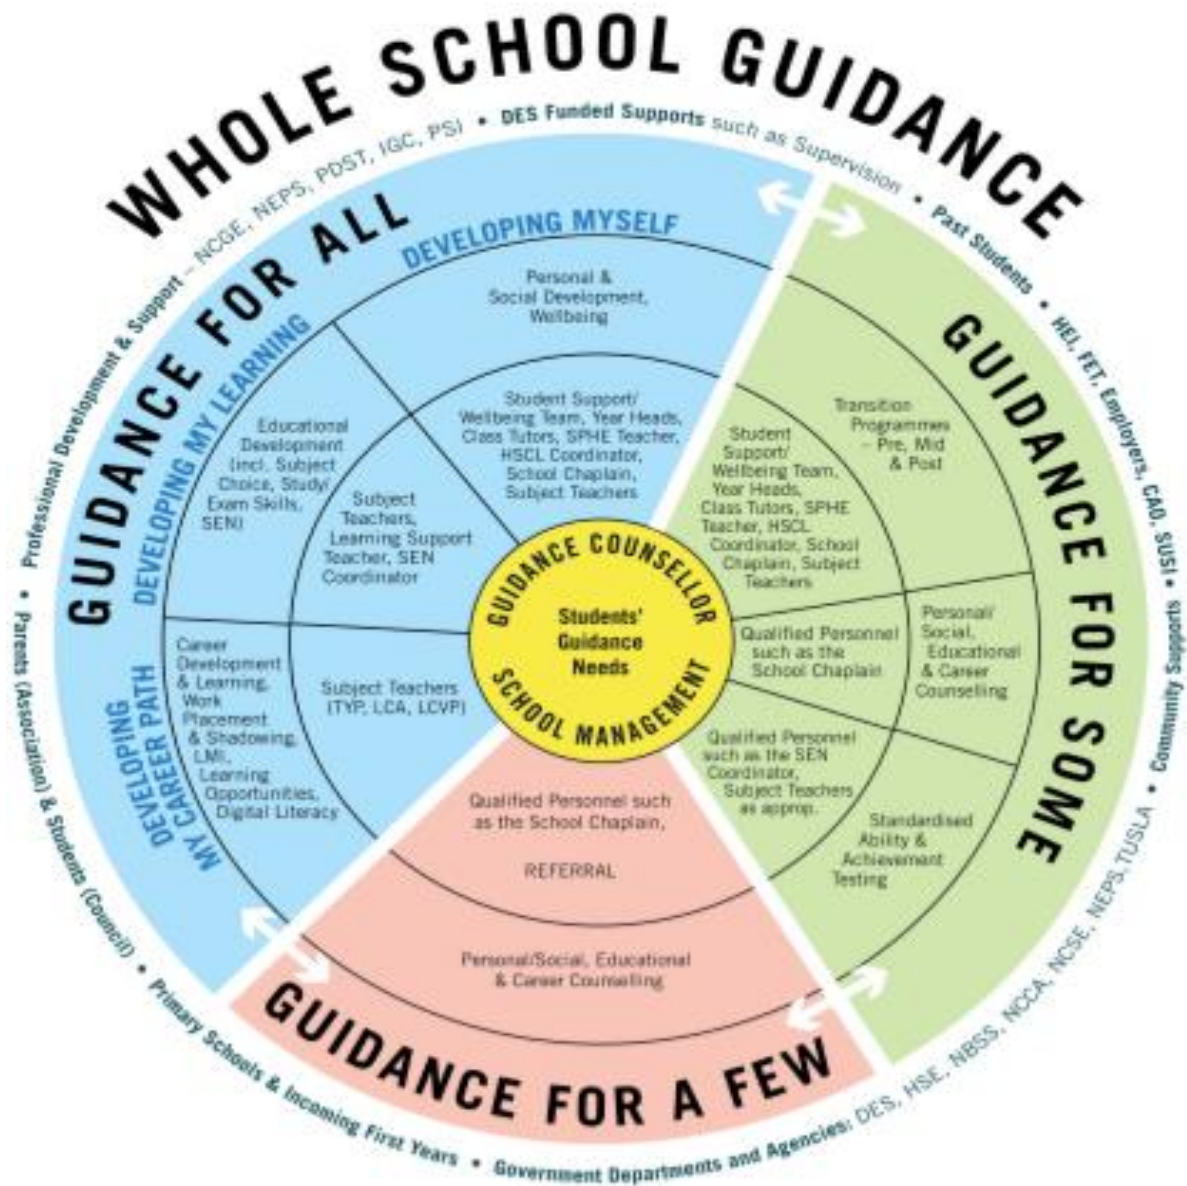 WHOLE SCHOOL GUIDANCE
Professional Development & Support – NCGE, NEPS, PDST, IGC, PSI • DES Funded Supports such as Supervision • Past Students • HEI, FET, Employers, CAO, SUSI • Community Supports •
Parents (Association) & Students (Council) • Primary Schools & Incoming First Years • Government Departments and Agencies: DES, HSE, NBSS, NCCA, NCSE, NEPS, TUSLA •
GUIDANCE FOR ALL
DEVELOPING MYSELF
Personal &
Social Development,
Wellbeing
Student Support/
Wellbeing Team, Year Heads,
Class Tutors, SPHE Teacher,
HSCL Coordinator,
School Chaplain,
Subject Teachers
DEVELOPING MY LEARNING
Educational
Development
(incl. Subject
Choice, Study/
Exam Skills,
SEN)
Subject
Teachers,
Learning Support
Teacher, SEN
Coordinator
DEVELOPING
MY CAREER PATH
Career
Development
& Learning,
Work
Placement
& Shadowing,
LMI,
Learning
Opportunities,
Digital Literacy
Subject Teachers
(TYP, LCA, LCVP)
GUIDANCE COUNSELLOR
Students'
Guidance
Needs
SCHOOL MANAGEMENT
GUIDANCE FOR SOME
Transition
Programmes
– Pre, Mid
& Post
Student
Support/
Wellbeing Team,
Year Heads,
Class Tutors, SPHE
Teacher, HSCL
Coordinator, School
Chaplain, Subject
Teachers
Qualified Personnel
such as the
School Chaplain
Personal/
Social,
Educational
& Career
Counselling
Qualified Personnel
such as the SEN
Coordinator,
Subject Teachers
as approp.
Standardised
Ability &
Achievement
Testing
Qualified Personnel such
as the School Chaplain,
REFERRAL
Personal/Social, Educational
& Career Counselling
GUIDANCE FOR A FEW